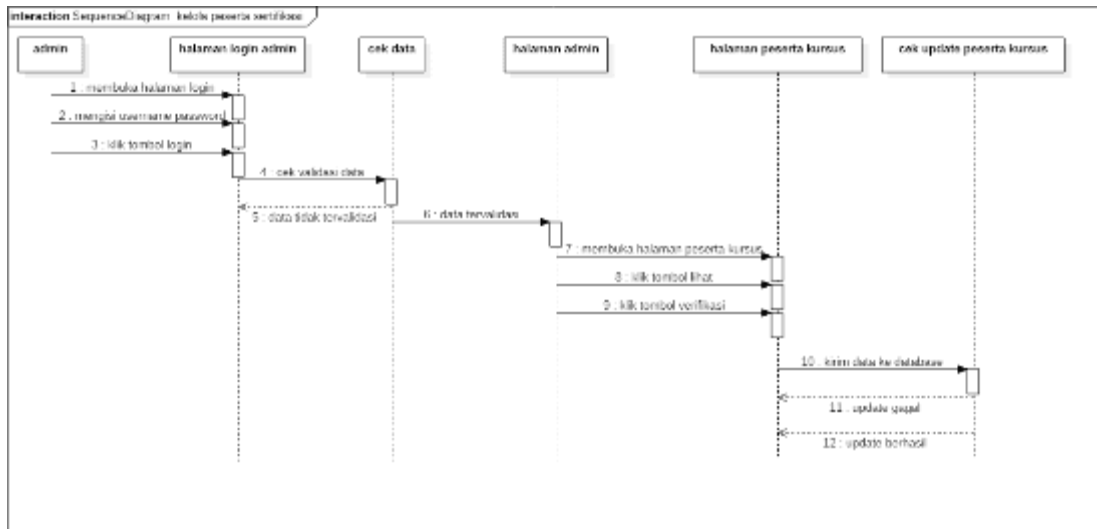 interaction SequenceDiagram kelola peserta sertifikasi
admin
halaman login admin
cek data
halaman admin
halaman peserta kursus
cek update peserta kursus
1 : membuka halaman login
2 : mengisi username password
3 : klik tombol login
4 : cek validasi data
5 : data tidak tervalidasi
6 : data tervalidasi
7 : membuka halaman peserta kursus
8 : klik tombol lihat
9 : klik tombol verifikasi
10 : kirim data ke database
11 : update gagal
12 : update berhasil